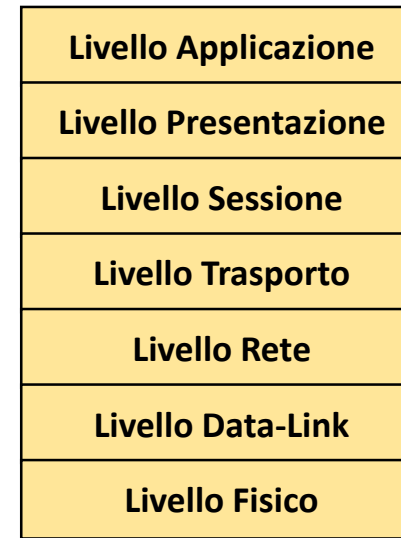 Livello Applicazione
Livello Presentazione
Livello Sessione
Livello Trasporto
Livello Rete
Livello Data-Link
Livello Fisico